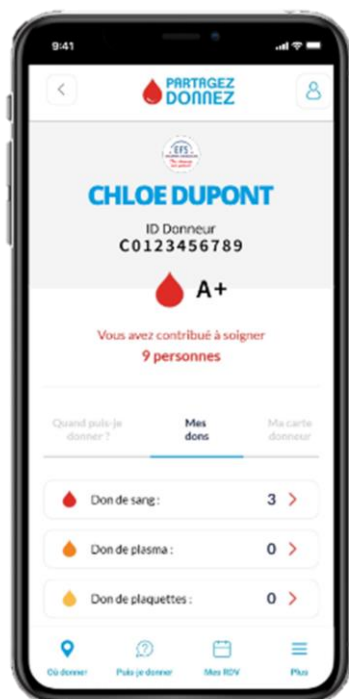 9:41
PARTAGEZ
DONNEZ
EFS
CHLOE DUPONT
ID Donneur
C0123456789
A+
Vous avez contribué à soigner
9 personnes
Quand puis-je
donner ?
Mes
dons
Ma carte
donneur
Don de sang :
3
Don de plasma :
0
Don de plaquettes :
0
Où donner
Puis-je donner
Mes RDV
Plus